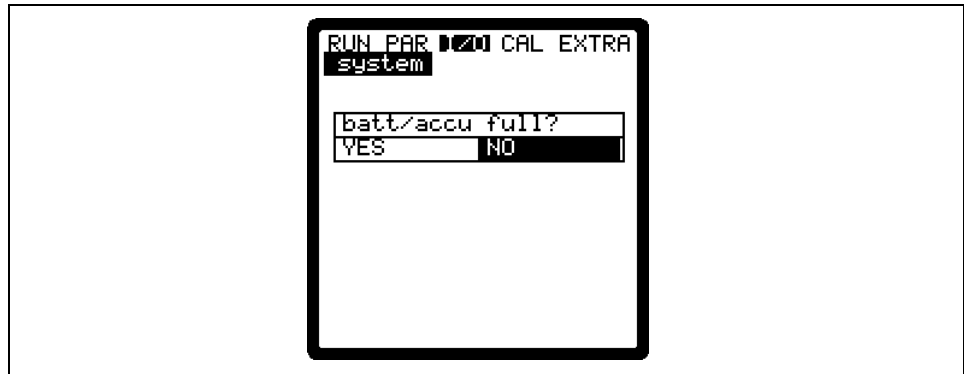 RUN PAR I/O CAL EXTRA
system
batt/accu full?
YES NO